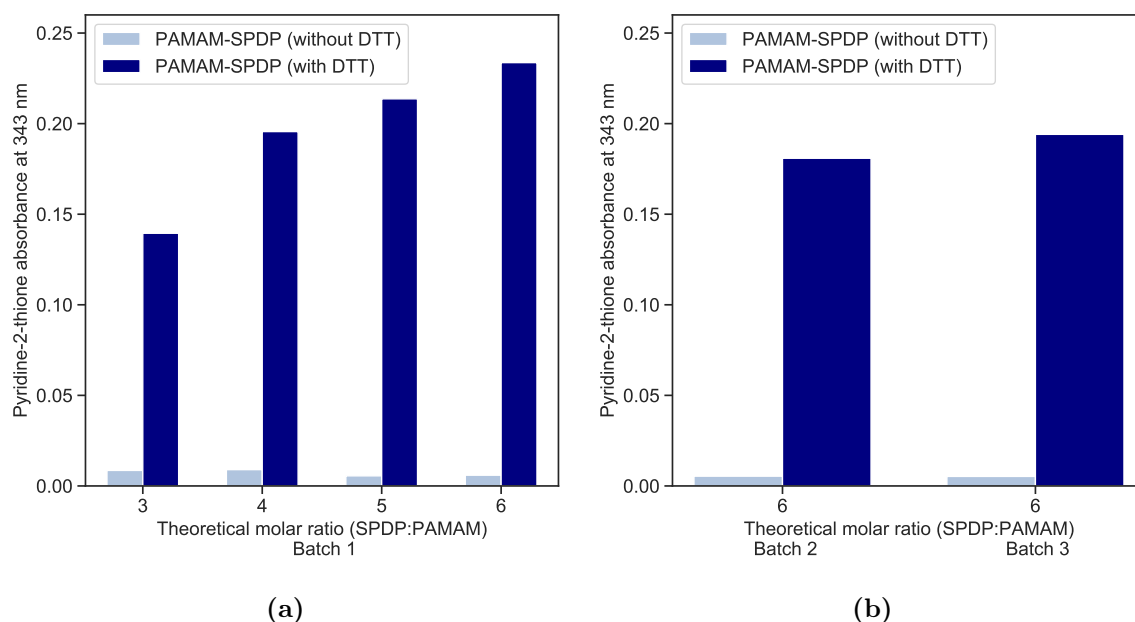 PAMAM-SPDP (without DTT)
PAMAM-SPDP (with DTT)
Pyridine-2-thione absorbance at 343 nm
0.25
0.20
0.15
0.10
0.05
0.00
3 4 5 6
Theoretical molar ratio (SPDP:PAMAM)
Batch 1
(a)
PAMAM-SPDP (without DTT)
PAMAM-SPDP (with DTT)
Pyridine-2-thione absorbance at 343 nm
0.25
0.20
0.15
0.10
0.05
0.00
6 6
Theoretical molar ratio (SPDP:PAMAM)
Batch 2 Batch 3
(b)